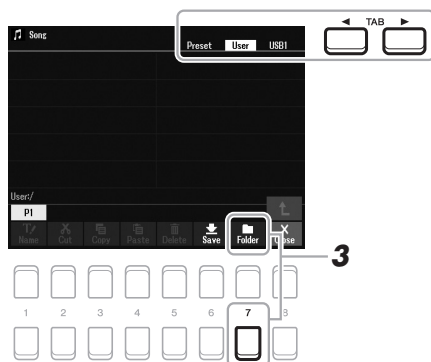 ◀ TAB ▶
Song
Preset User USB1
User:/
P1
Name Cut Copy Paste Delete Save Folder Close
3
1 2 3 4 5 6 7 8